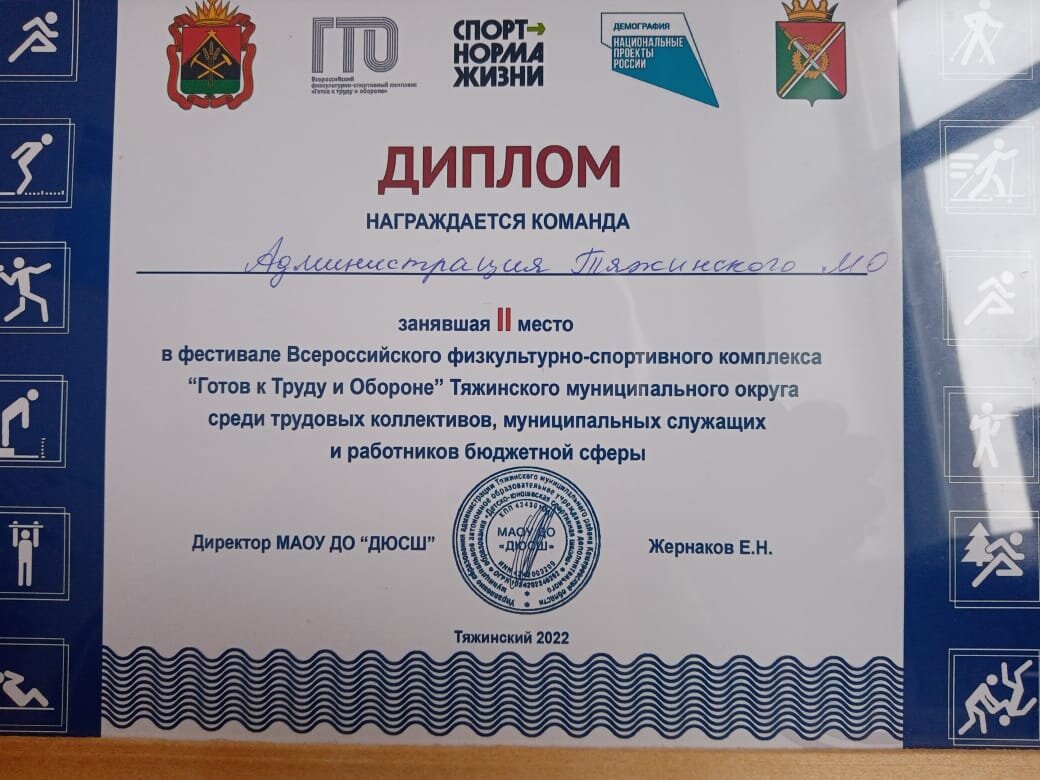 ГТО
Всероссийский
физкультурно-спортивный комплекс
«Готов к труду и обороне»
СПОРТ
НОРМА
ЖИЗНИ
ДЕМОГРАФИЯ
НАЦИОНАЛЬНЫЕ
ПРОЕКТЫ
РОССИИ
ДИПЛОМ
НАГРАЖДАЕТСЯ КОМАНДА
Администрация Тяжинского МО
занявшая II место
в фестивале Всероссийского физкультурно-спортивного комплекса
“Готов к Труду и Обороне” Тяжинского муниципального округа
среди трудовых коллективов, муниципальных служащих
и работников бюджетной сферы
Директор МАОУ ДО “ДЮСШ”
МАОУ ДО
«ДЮСШ»
Жернаков Е.Н.
Тяжинский 2022